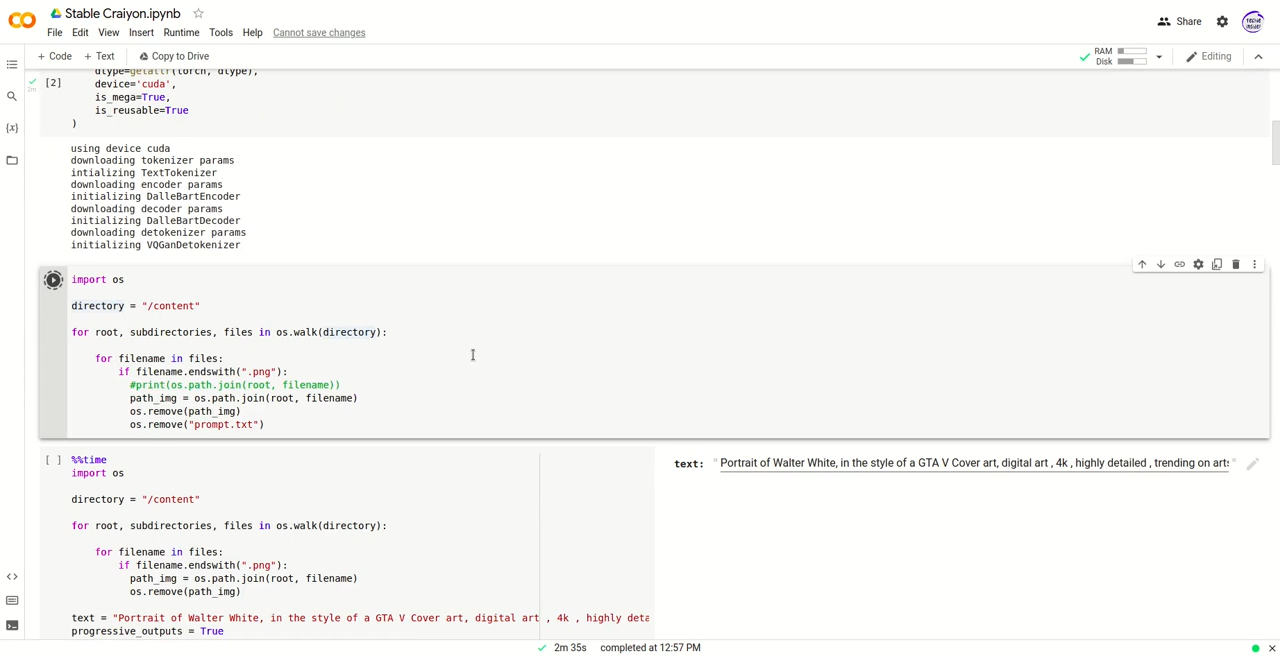 Stable Craiyon.ipynb
File Edit View Insert Runtime Tools Help Cannot save changes
Share
+ Code + Text Copy to Drive
RAM
Disk
Editing
dtype=getattr(torch, dtype),
[2]
2m
device='cuda',
is_mega=True,
is_reusable=True
)
using device cuda
downloading tokenizer params
intializing TextTokenizer
downloading encoder params
initializing DalleBartEncoder
downloading decoder params
initializing DalleBartDecoder
downloading detokenizer params
initializing VQGanDetokenizer
import os
directory = "/content"
for root, subdirectories, files in os.walk(directory):
for filename in files:
if filename.endswith(".png"):
#print(os.path.join(root, filename))
path_img = os.path.join(root, filename)
os.remove(path_img)
os.remove("prompt.txt")
[ ] %%time
import os
directory = "/content"
for root, subdirectories, files in os.walk(directory):
for filename in files:
if filename.endswith(".png"):
path_img = os.path.join(root, filename)
os.remove(path_img)
text = "Portrait of Walter White, in the style of a GTA V Cover art, digital art , 4k , highly deta
progressive_outputs = True
text: " Portrait of Walter White, in the style of a GTA V Cover art, digital art , 4k , highly detailed , trending on arts "
2m 35s completed at 12:57 PM